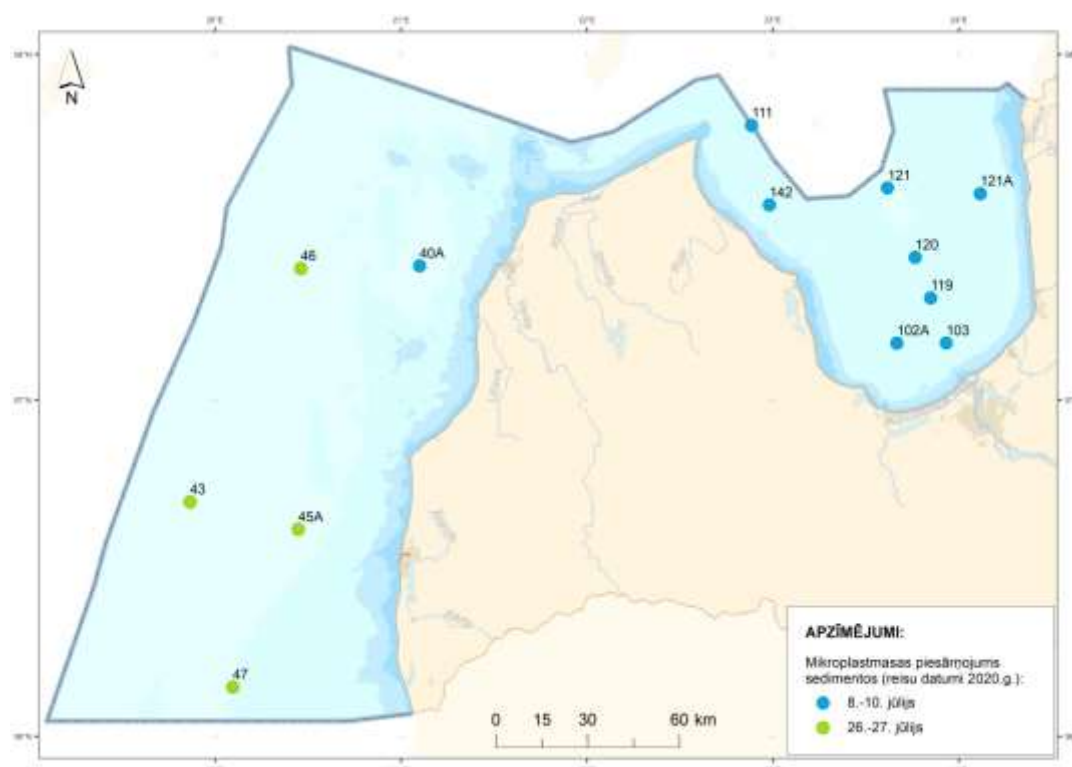 N
111
142
121
121A
46
40A
120
119
102A
103
43
45A
47
APZĪMĒJUMI:
Mikroplastmasas piesārņojums
sedimentos (reisu datumi 2020.g.):
8.-10. jūlijs
26.-27. jūlijs
0 15 30 60 km